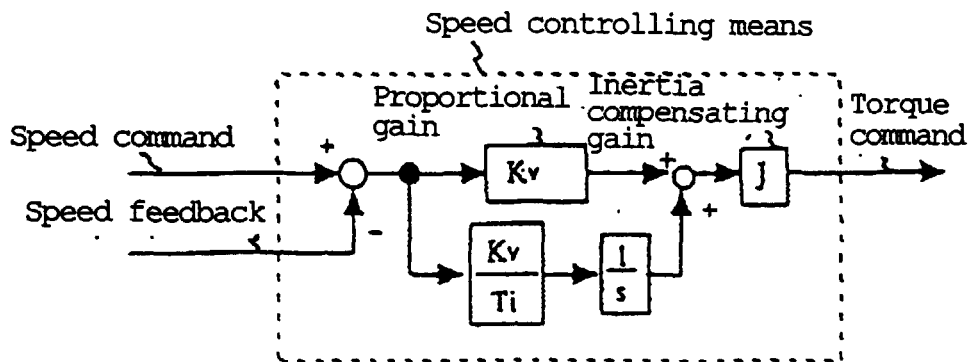 Speed controlling means
Proportional
gain
Inertia
compensating
gain
Torque
command
Speed command
+
Kv
+
J
Speed feedback
-
+
Kv
Ti
1
s